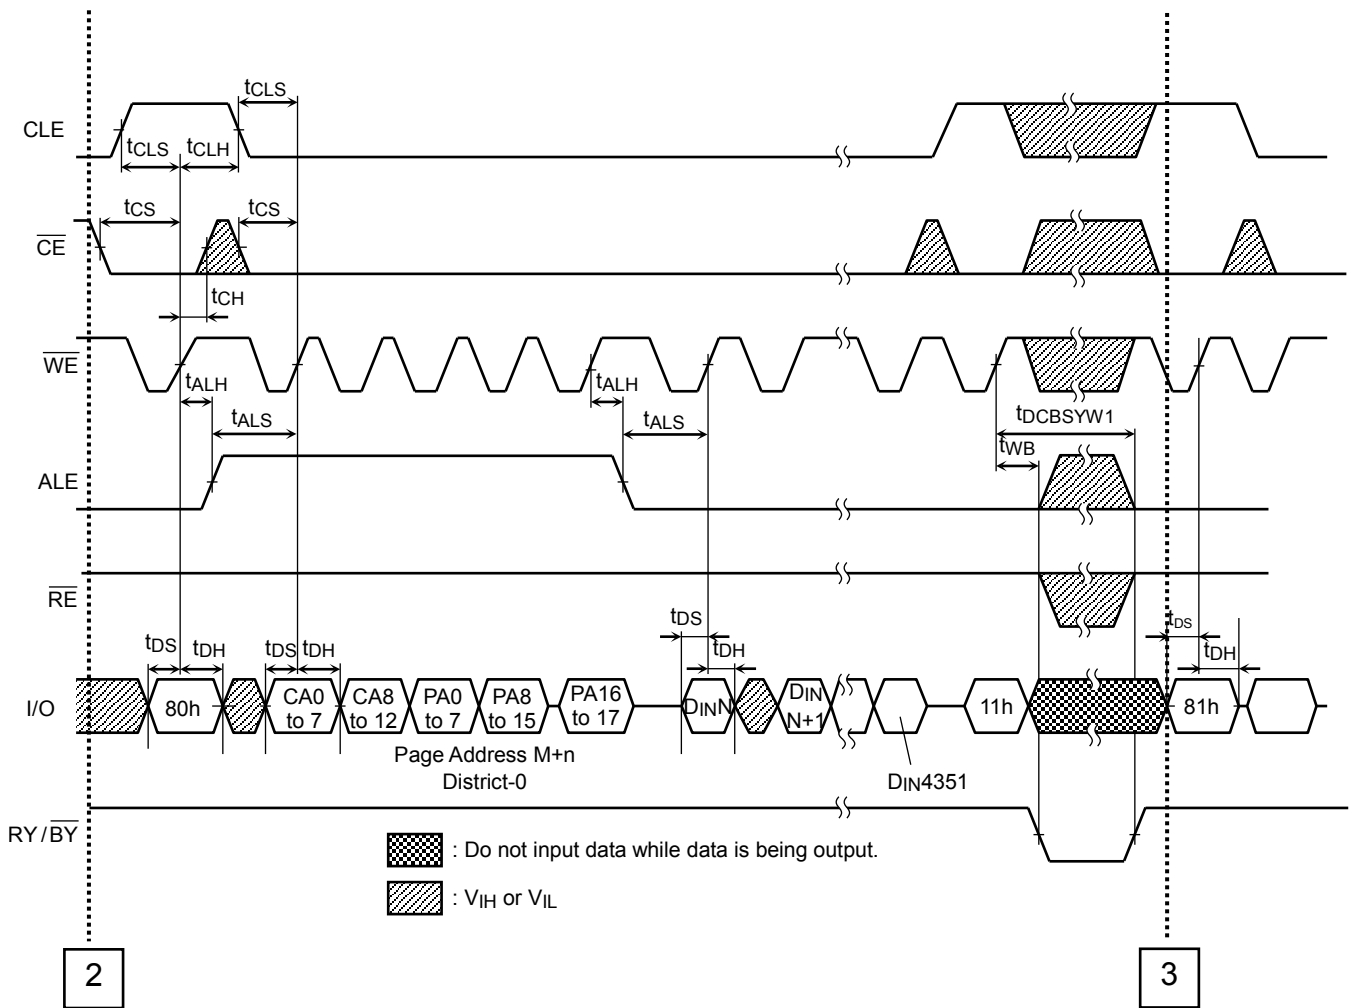 tCLS
CLE
tCLS
tCLH
tCS
tCS
CE
tCH
WE
tALH
tALH
tALS
tALS
tDCBSYW1
tWB
ALE
RE
tDS
tDH
tDS
tDH
tDS
tDH
tDS
tDH
I/O
80h
CA0
to 7
CA8
to 12
PA0
to 7
PA8
to 15
PA16
to 17
DINN
DIN
N+1
11h
81h
Page Address M+n
District-0
DIN4351
RY/BY
: Do not input data while data is being output.
: VIH or VIL
2
3